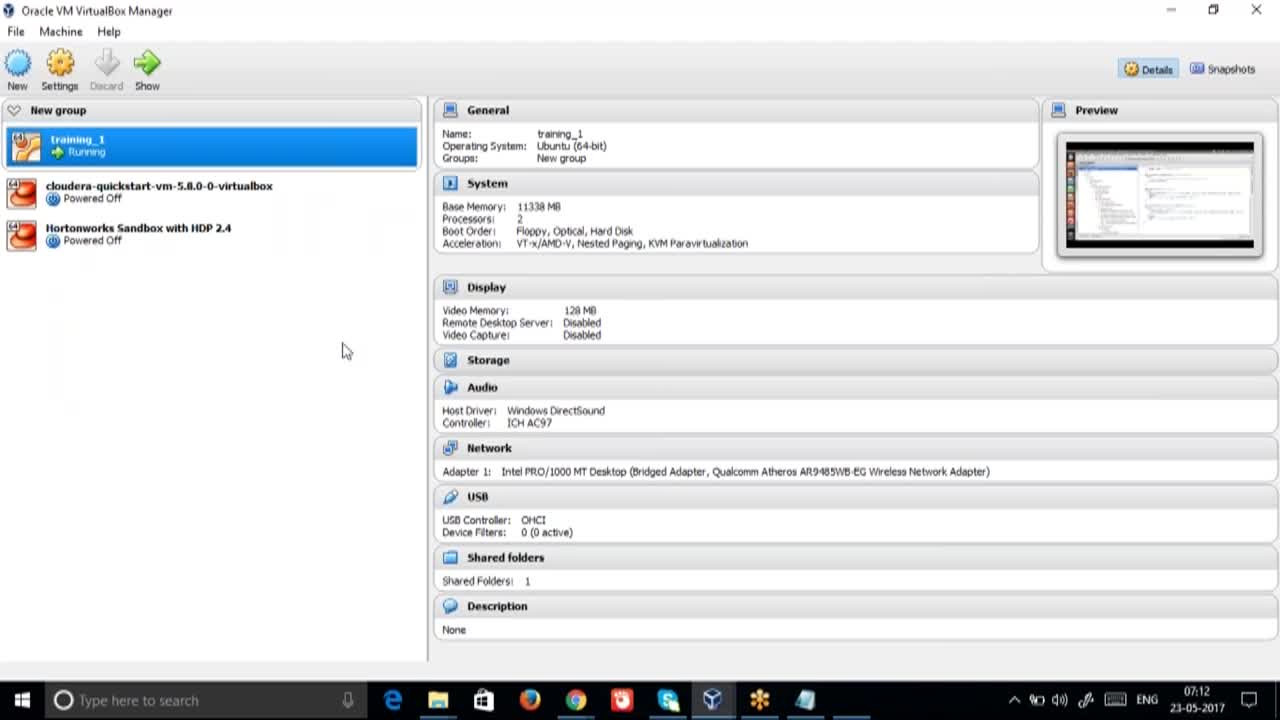 Oracle VM VirtualBox Manager
File Machine Help
New Settings Discard Show
Details Snapshots
New group
training_1
Running
cloudera-quickstart-vm-5.8.0-0-virtualbox
Powered Off
Hortonworks Sandbox with HDP 2.4
Powered Off
General
Name: training_1
Operating System: Ubuntu (64-bit)
Groups: New group
System
Base Memory: 11338 MB
Processors: 2
Boot Order: Floppy, Optical, Hard Disk
Acceleration: VT-x/AMD-V, Nested Paging, KVM Paravirtualization
Preview
Display
Video Memory: 128 MB
Remote Desktop Server: Disabled
Video Capture: Disabled
Storage
Audio
Host Driver: Windows DirectSound
Controller: ICH AC97
Network
Adapter 1: Intel PRO/1000 MT Desktop (Bridged Adapter, Qualcomm Atheros AR9485WB-EG Wireless Network Adapter)
USB
USB Controller: OHCI
Device Filters: 0 (0 active)
Shared folders
Shared Folders: 1
Description
None
Type here to search
ENG
07:12
23-05-2017